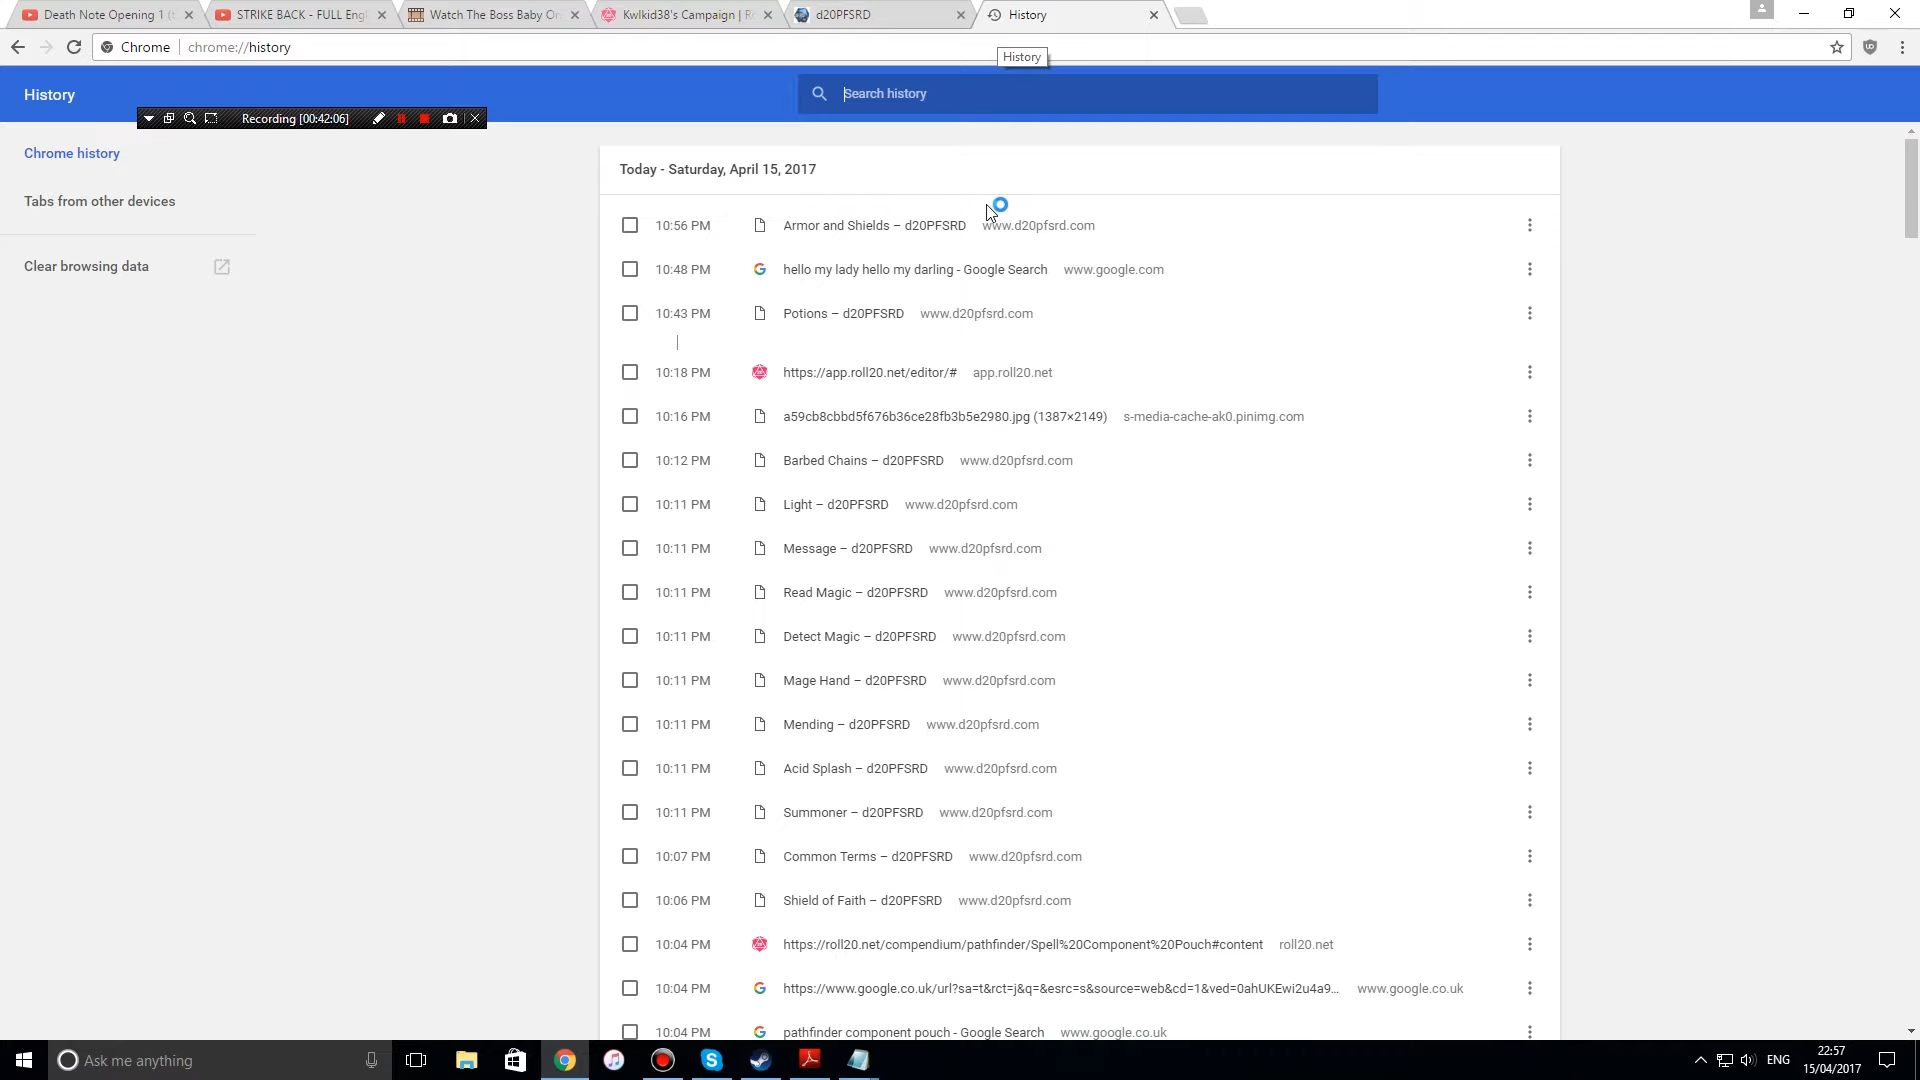 Death Note Opening 1 (
STRIKE BACK - FULL Engl
Watch The Boss Baby On
Kwlkid38's Campaign | Ro
d20PFSRD
History
Chrome
chrome://history
History
History
Search history
Recording [00:42:06]
Chrome history
Tabs from other devices
Clear browsing data
Today - Saturday, April 15, 2017
10:56 PM Armor and Shields – d20PFSRD www.d20pfsrd.com
10:48 PM hello my lady hello my darling - Google Search www.google.com
10:43 PM Potions – d20PFSRD www.d20pfsrd.com
10:18 PM https://app.roll20.net/editor/# app.roll20.net
10:16 PM a59cb8cbbd5f676b36ce28fb3b5e2980.jpg (1387×2149) s-media-cache-ak0.pinimg.com
10:12 PM Barbed Chains – d20PFSRD www.d20pfsrd.com
10:11 PM Light – d20PFSRD www.d20pfsrd.com
10:11 PM Message – d20PFSRD www.d20pfsrd.com
10:11 PM Read Magic – d20PFSRD www.d20pfsrd.com
10:11 PM Detect Magic – d20PFSRD www.d20pfsrd.com
10:11 PM Mage Hand – d20PFSRD www.d20pfsrd.com
10:11 PM Mending – d20PFSRD www.d20pfsrd.com
10:11 PM Acid Splash – d20PFSRD www.d20pfsrd.com
10:11 PM Summoner – d20PFSRD www.d20pfsrd.com
10:07 PM Common Terms – d20PFSRD www.d20pfsrd.com
10:06 PM Shield of Faith – d20PFSRD www.d20pfsrd.com
10:04 PM https://roll20.net/compendium/pathfinder/Spell%20Component%20Pouch#content roll20.net
10:04 PM https://www.google.co.uk/url?sa=t&rct=j&q=&esrc=s&source=web&cd=1&ved=0ahUKEwi2u4a9... www.google.co.uk
10:04 PM pathfinder component pouch - Google Search www.google.co.uk
Ask me anything
ENG
22:57
15/04/2017